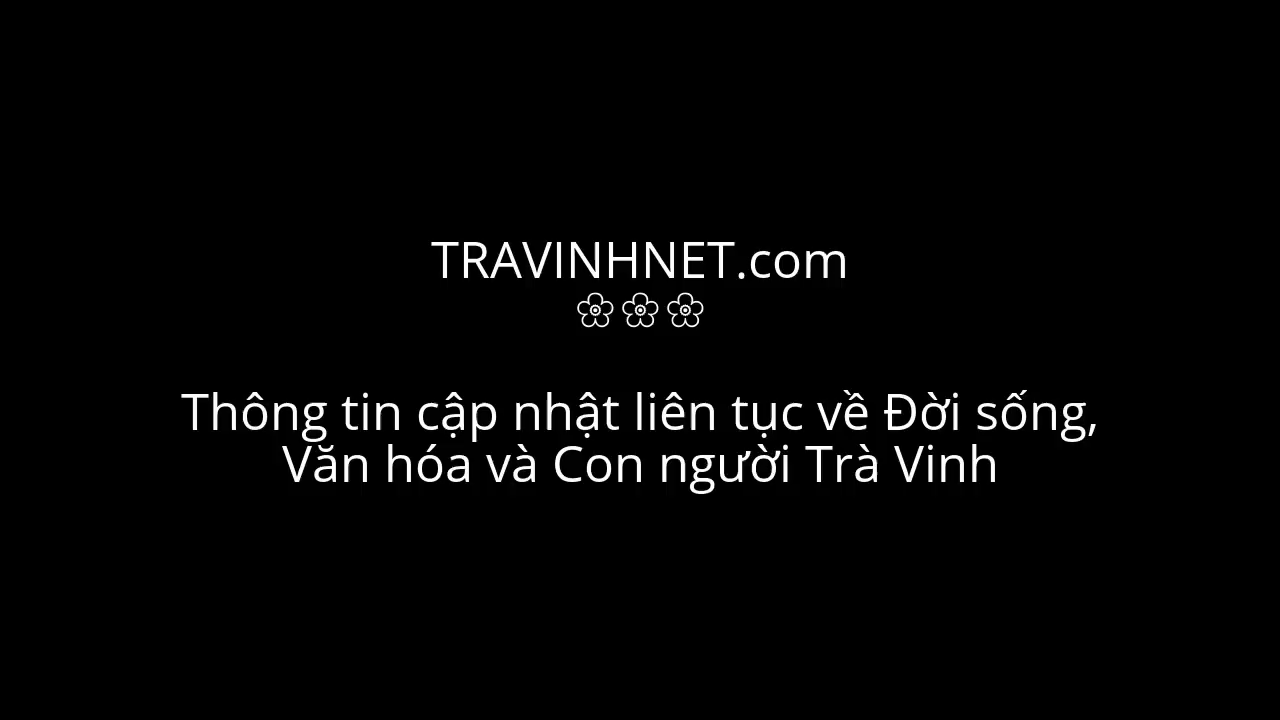 TRAVINHNET.com
❀❀❀
Thông tin cập nhật liên tục về Đời sống,
Văn hóa và Con người Trà Vinh